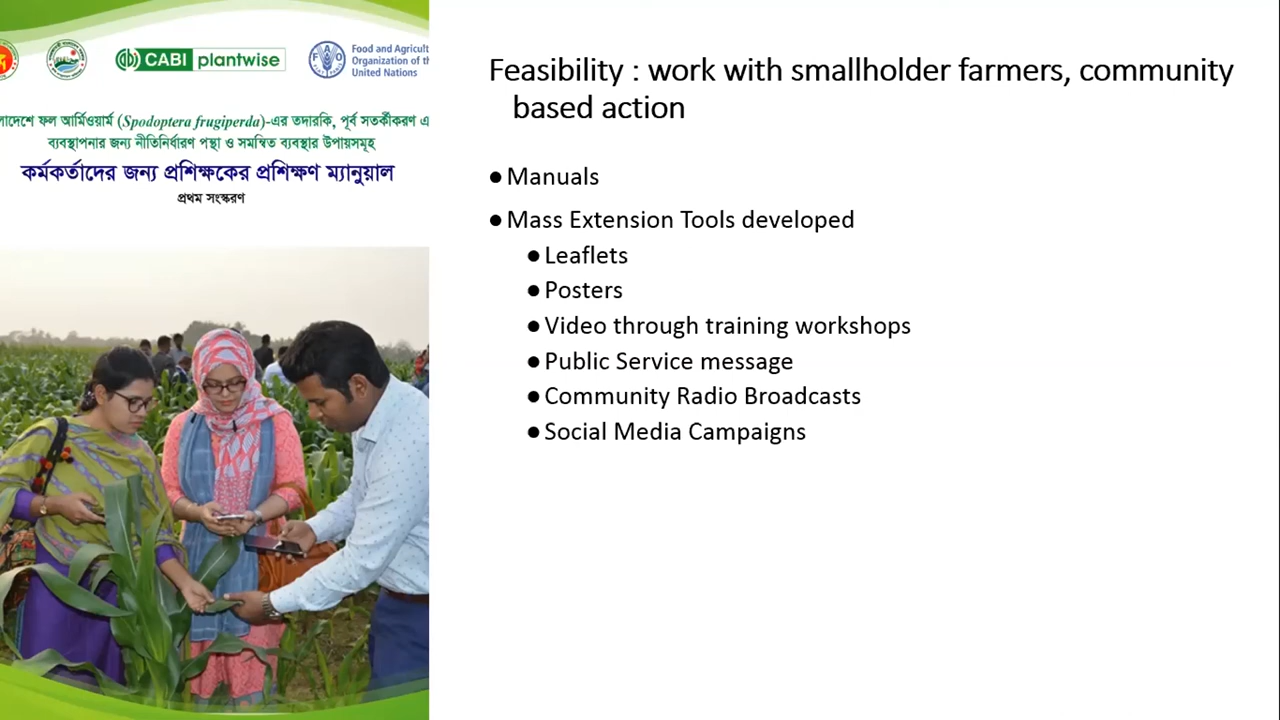 CABI plantwise
Food and Agricult
Organization of th
United Nations
লাদেশে ফল আর্মিওয়ার্ম (Spodoptera frugiperda)-এর তদারকি, পূর্ব সতর্কীকরণ এ
ব্যবস্থাপনার জন্য নীতিনির্ধারণ পন্থা ও সমন্বিত ব্যবস্থার উপায়সমূহ
কর্মকর্তাদের জন্য প্রশিক্ষকের প্রশিক্ষণ ম্যানুয়াল
প্রথম সংস্করণ
Feasibility : work with smallholder farmers, community
based action
● Manuals
● Mass Extension Tools developed
● Leaflets
● Posters
● Video through training workshops
● Public Service message
● Community Radio Broadcasts
● Social Media Campaigns